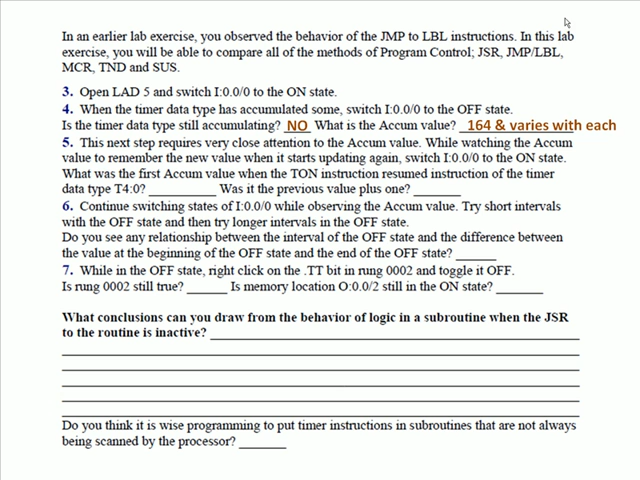 In an earlier lab exercise, you observed the behavior of the JMP to LBL instructions. In this lab
exercise, you will be able to compare all of the methods of Program Control; JSR, JMP/LBL,
MCR, TND and SUS.
3. Open LAD 5 and switch I:0.0/0 to the ON state.
4. When the timer data type has accumulated some, switch I:0.0/0 to the OFF state.
Is the timer data type still accumulating? NO What is the Accum value? 164 & varies with each
5. This next step requires very close attention to the Accum value. While watching the Accum
value to remember the new value when it starts updating again, switch I:0.0/0 to the ON state.
What was the first Accum value when the TON instruction resumed instruction of the timer
data type T4:0? ____________ Was it the previous value plus one? ________
6. Continue switching states of I:0.0/0 while observing the Accum value. Try short intervals
with the OFF state and then try longer intervals in the OFF state.
Do you see any relationship between the interval of the OFF state and the difference between
the value at the beginning of the OFF state and the end of the OFF state? ______
7. While in the OFF state, right click on the .TT bit in rung 0002 and toggle it OFF.
Is rung 0002 still true? ______ Is memory location O:0.0/2 still in the ON state? _______
What conclusions can you draw from the behavior of logic in a subroutine when the JSR
to the routine is inactive?
Do you think it is wise programming to put timer instructions in subroutines that are not always
being scanned by the processor? _______